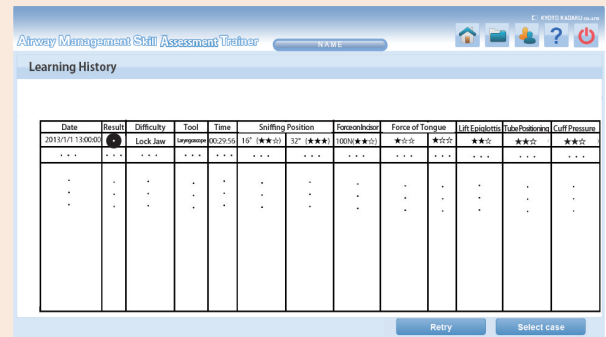 C. KYOTO KAGAKU co.,LTD
Airway Management Skill Assessment Trainer NAME
?
Learning History
Date Result Difficulty Tool Time Sniffing Position Force on Incisor Force of Tongue Lift Epiglottis Tube Positioning Cuff Pressure
2013/1/1 13:00:00 Lock Jaw Laryngoscope 00:29:56 16° (★★☆) 32° (★★★) 100N(★★☆) ★☆☆ ★☆☆ ★★☆ ★★☆ ★★☆
Retry Select case